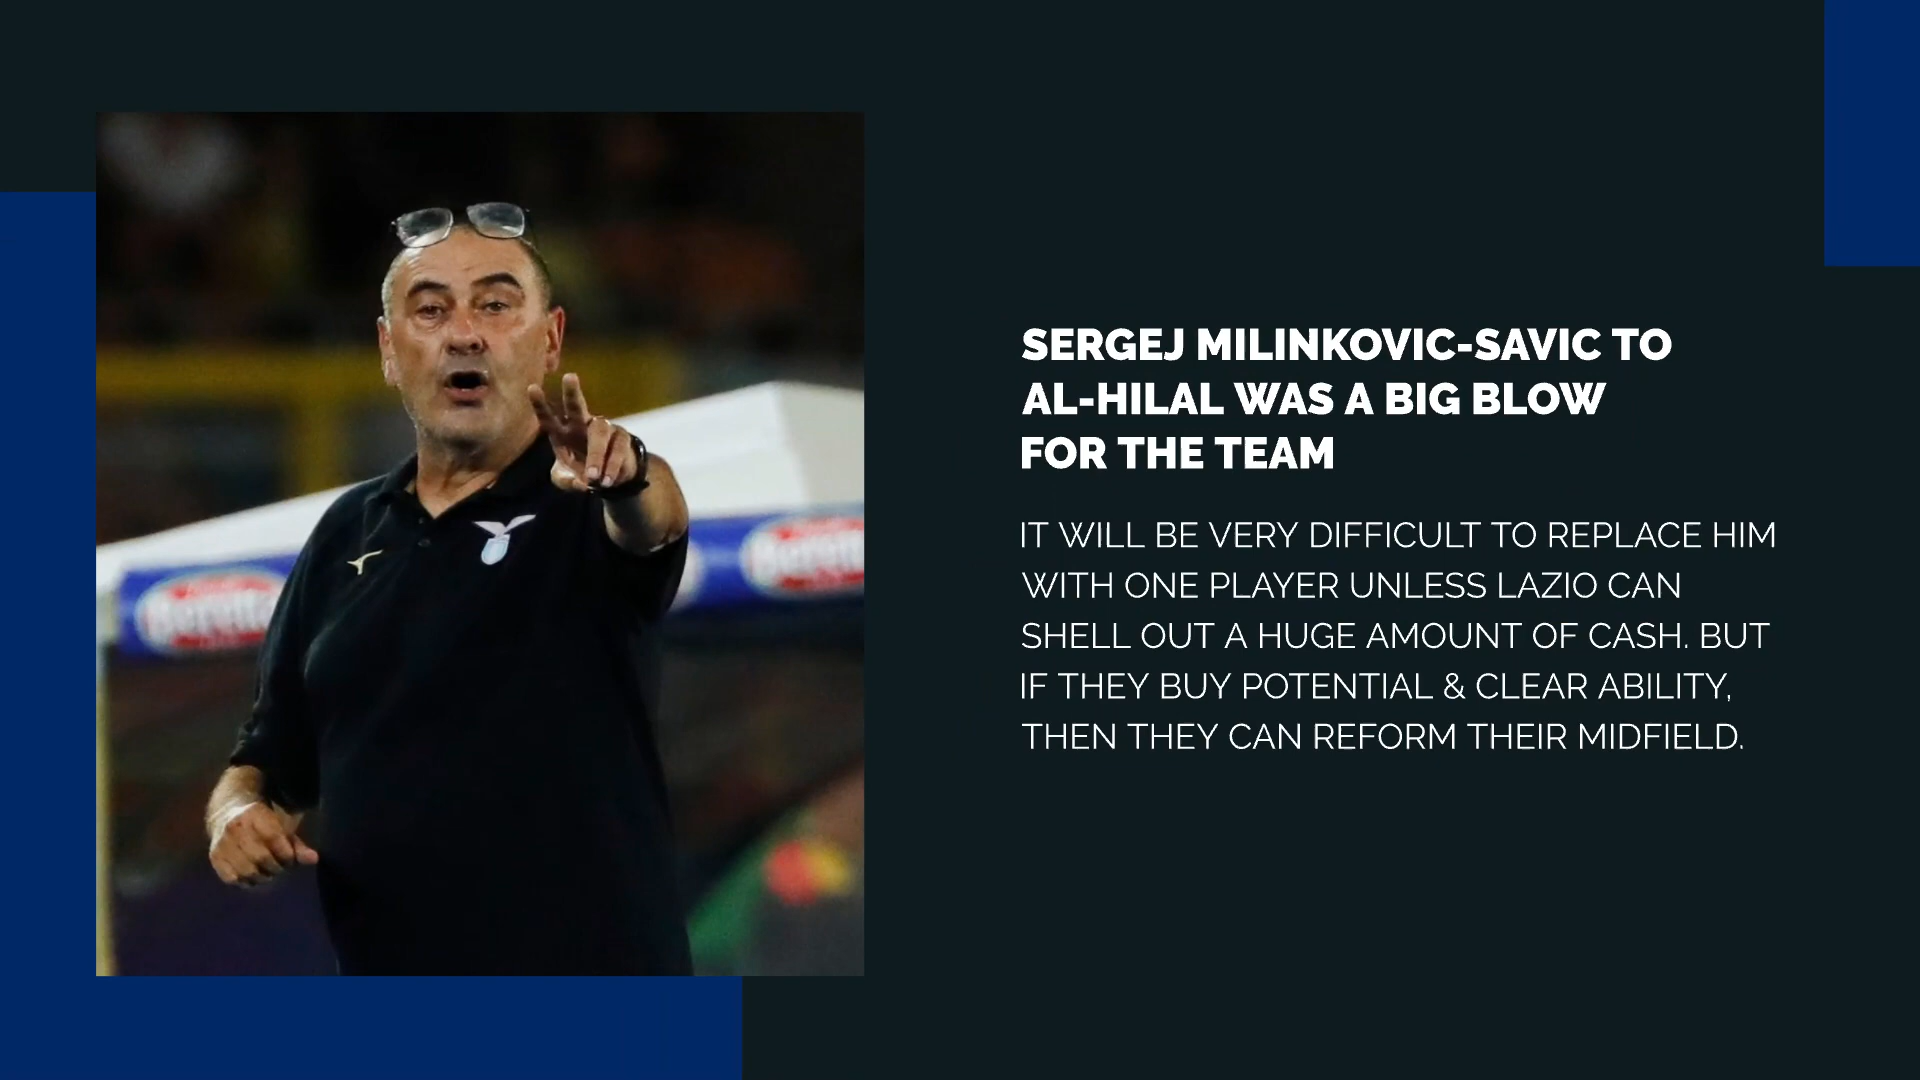 SERGEJ MILINKOVIC-SAVIC TO
AL-HILAL WAS A BIG BLOW
FOR THE TEAM
IT WILL BE VERY DIFFICULT TO REPLACE HIM
WITH ONE PLAYER UNLESS LAZIO CAN
SHELL OUT A HUGE AMOUNT OF CASH. BUT
IF THEY BUY POTENTIAL & CLEAR ABILITY,
THEN THEY CAN REFORM THEIR MIDFIELD.